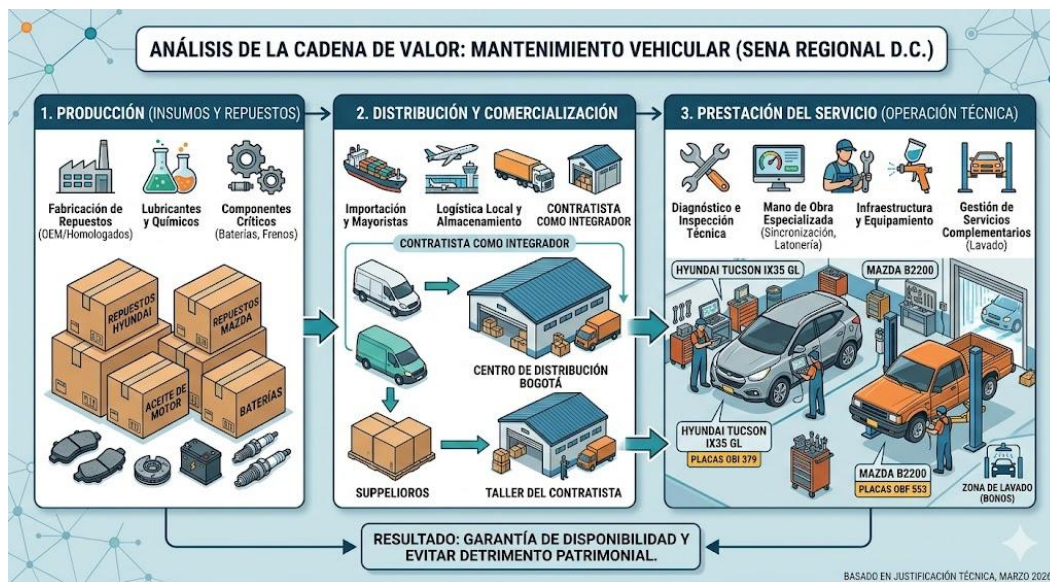 ANÁLISIS DE LA CADENA DE VALOR: MANTENIMIENTO VEHICULAR (SENA REGIONAL D.C.)
1. PRODUCCIÓN (INSUMOS Y REPUESTOS)
Fabricación de
Repuestos
(OEM/Homologados)
Lubricantes
y Químicos
Componentes
Críticos
(Baterías, Frenos)
REPUESTOS
HYUNDAI
REPUESTOS
MAZDA
ACEITE DE
MOTOR
BATERÍAS
2. DISTRIBUCIÓN Y COMERCIALIZACIÓN
Importación
y Mayoristas
Logística Local y
Almacenamiento
CONTRATISTA
COMO INTEGRADOR
CONTRATISTA COMO INTEGRADOR
CENTRO DE DISTRIBUCIÓN
BOGOTÁ
SUPPELIOROS
TALLER DEL CONTRATISTA
3. PRESTACIÓN DEL SERVICIO (OPERACIÓN TÉCNICA)
Diagnóstico e
Inspección
Técnica
Mano de Obra
Especializada
(Sincronización,
Latonería)
Infraestructura
y Equipamiento
Gestión de
Servicios
Complementarios
(Lavado)
HYUNDAI TUCSON IX35 GL
MAZDA B2200
HYUNDAI TUCSON
IX35 GL
PLACAS OBI 379
MAZDA B2200
PLACAS OBF 553
ZONA DE LAVADO
(BONOS)
RESULTADO: GARANTÍA DE DISPONIBILIDAD Y
EVITAR DETRIMENTO PATRIMONIAL.
BASADO EN JUSTIFICACIÓN TÉCNICA, MARZO 2026